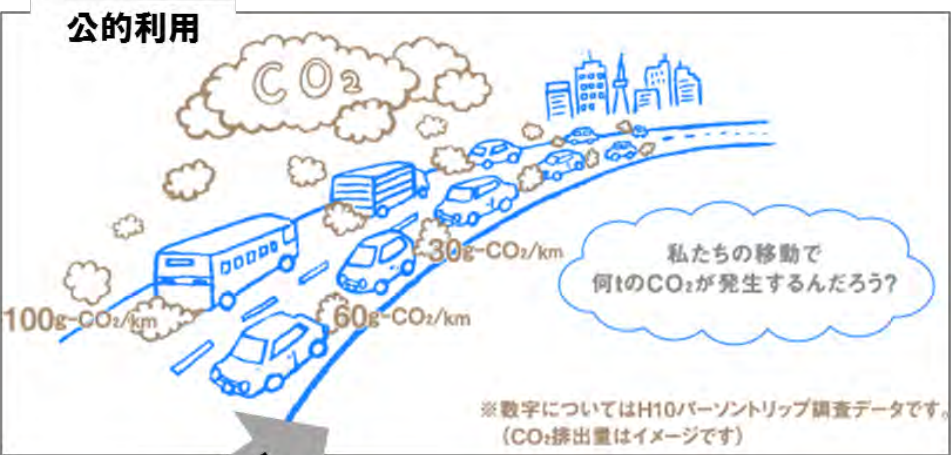 公的利用
CO2
30g-CO2/km
100g-CO2/km
60g-CO2/km
私たちの移動で
何tのCO2が発生するんだろう?
※数字についてはH10パーソントリップ調査データです。
(CO2排出量はイメージです)